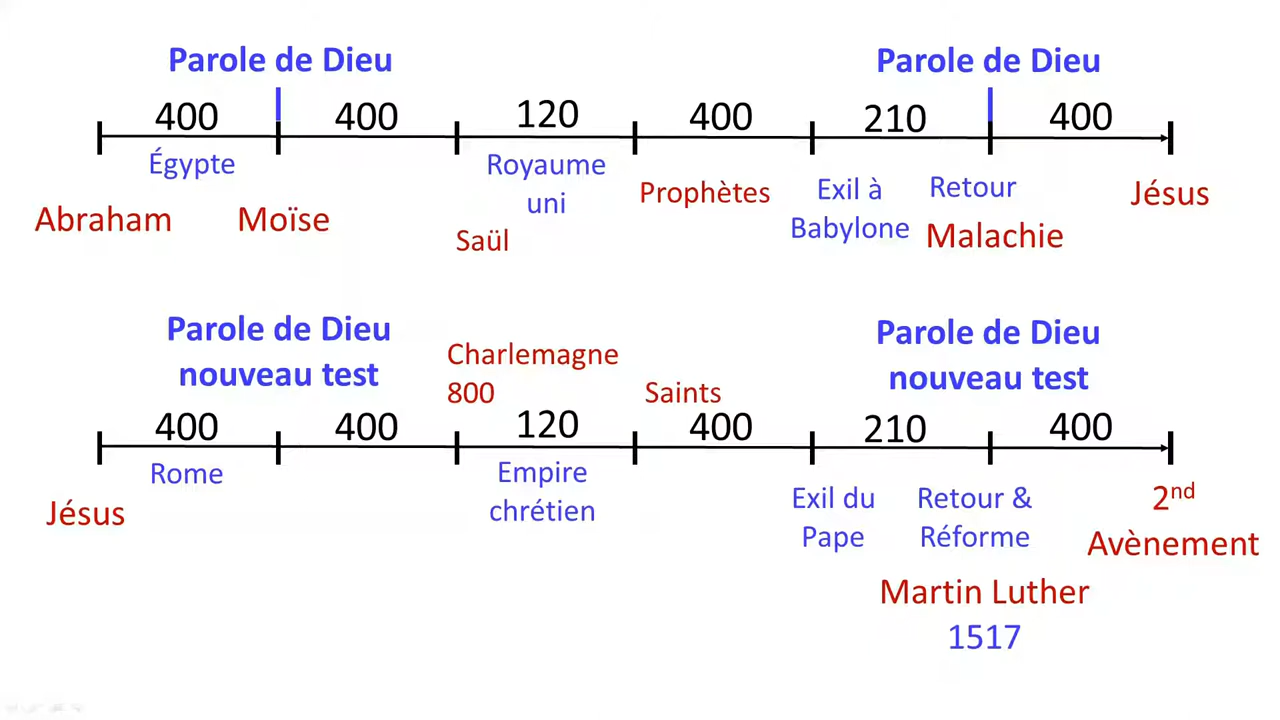 Parole de Dieu Parole de Dieu
400 400 120 400 210 400
Égypte Royaume uni Prophètes Exil à Babylone Retour Jésus
Abraham Moïse Saül Malachie
Parole de Dieu nouveau test Charlemagne 800 Saints Parole de Dieu nouveau test
400 400 120 400 210 400
Rome Empire chrétien Exil du Pape Retour & Réforme 2nd Avènement
Jésus
Martin Luther
1517